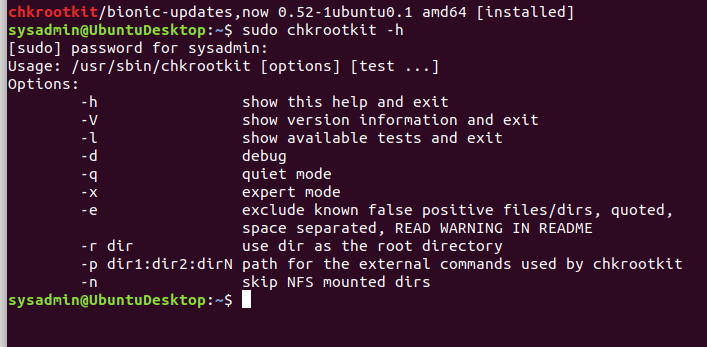 chkrootkit/bionic-updates,now 0.52-1ubuntu0.1 amd64 [installed]
sysadmin@UbuntuDesktop:~$ sudo chkrootkit -h
[sudo] password for sysadmin:
Usage: /usr/sbin/chkrootkit [options] [test ...]
Options:
-h show this help and exit
-V show version information and exit
-l show available tests and exit
-d debug
-q quiet mode
-x expert mode
-e exclude known false positive files/dirs, quoted,
space separated, READ WARNING IN README
-r dir use dir as the root directory
-p dir1:dir2:dirN path for the external commands used by chkrootkit
-n skip NFS mounted dirs
sysadmin@UbuntuDesktop:~$